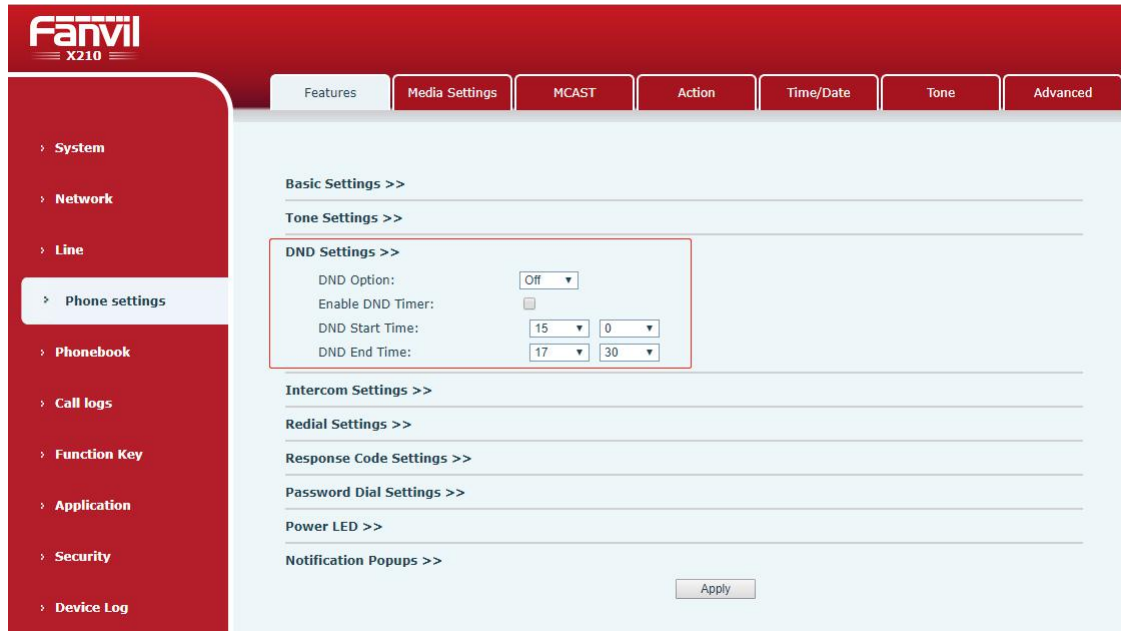 Fanvil
X210
Features Media Settings MCAST Action Time/Date Tone Advanced
› System
› Network
› Line
› Phone settings
› Phonebook
› Call logs
› Function Key
› Application
› Security
› Device Log
Basic Settings >>
Tone Settings >>
DND Settings >>
DND Option: Off
Enable DND Timer:
DND Start Time: 15 0
DND End Time: 17 30
Intercom Settings >>
Redial Settings >>
Response Code Settings >>
Password Dial Settings >>
Power LED >>
Notification Popups >>
Apply